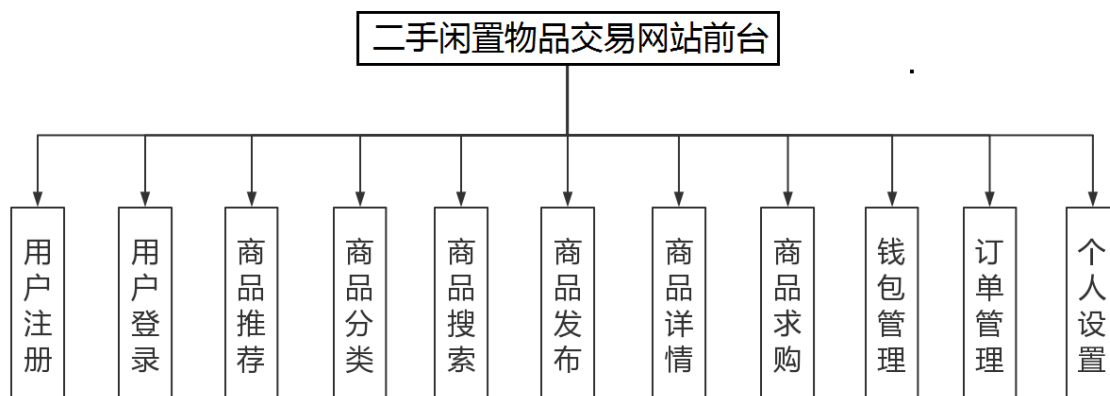 二手闲置物品交易网站前台
用户注册
用户登录
商品推荐
商品分类
商品搜索
商品发布
商品详情
商品求购
钱包管理
订单管理
个人设置